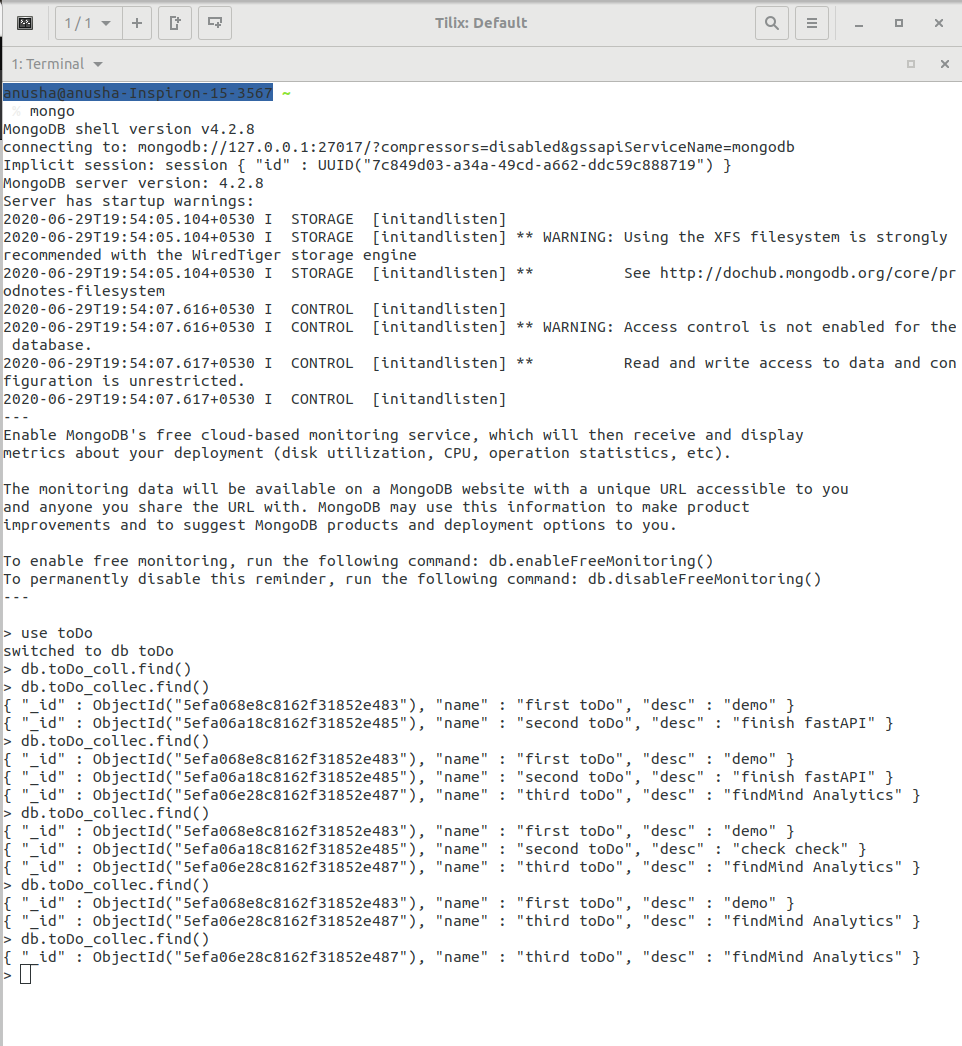 1 / 1
Tilix: Default
1: Terminal
anusha@anusha-Inspiron-15-3567 ~
% mongo
MongoDB shell version v4.2.8
connecting to: mongodb://127.0.0.1:27017/?compressors=disabled&gssapiServiceName=mongodb
Implicit session: session { "id" : UUID("7c849d03-a34a-49cd-a662-ddc59c888719") }
MongoDB server version: 4.2.8
Server has startup warnings:
2020-06-29T19:54:05.104+0530 I  STORAGE  [initandlisten]
2020-06-29T19:54:05.104+0530 I  STORAGE  [initandlisten] ** WARNING: Using the XFS filesystem is strongly
recommended with the WiredTiger storage engine
2020-06-29T19:54:05.104+0530 I  STORAGE  [initandlisten] **          See http://dochub.mongodb.org/core/pr
odnotes-filesystem
2020-06-29T19:54:07.616+0530 I  CONTROL  [initandlisten]
2020-06-29T19:54:07.616+0530 I  CONTROL  [initandlisten] ** WARNING: Access control is not enabled for the
 database.
2020-06-29T19:54:07.617+0530 I  CONTROL  [initandlisten] **          Read and write access to data and con
figuration is unrestricted.
2020-06-29T19:54:07.617+0530 I  CONTROL  [initandlisten]
---
Enable MongoDB's free cloud-based monitoring service, which will then receive and display
metrics about your deployment (disk utilization, CPU, operation statistics, etc).

The monitoring data will be available on a MongoDB website with a unique URL accessible to you
and anyone you share the URL with. MongoDB may use this information to make product
improvements and to suggest MongoDB products and deployment options to you.

To enable free monitoring, run the following command: db.enableFreeMonitoring()
To permanently disable this reminder, run the following command: db.disableFreeMonitoring()
---

> use toDo
switched to db toDo
> db.toDo_coll.find()
> db.toDo_collec.find()
{ "_id" : ObjectId("5efa068e8c8162f31852e483"), "name" : "first toDo", "desc" : "demo" }
{ "_id" : ObjectId("5efa06a18c8162f31852e485"), "name" : "second toDo", "desc" : "finish fastAPI" }
> db.toDo_collec.find()
{ "_id" : ObjectId("5efa068e8c8162f31852e483"), "name" : "first toDo", "desc" : "demo" }
{ "_id" : ObjectId("5efa06a18c8162f31852e485"), "name" : "second toDo", "desc" : "finish fastAPI" }
{ "_id" : ObjectId("5efa06e28c8162f31852e487"), "name" : "third toDo", "desc" : "findMind Analytics" }
> db.toDo_collec.find()
{ "_id" : ObjectId("5efa068e8c8162f31852e483"), "name" : "first toDo", "desc" : "demo" }
{ "_id" : ObjectId("5efa06a18c8162f31852e485"), "name" : "second toDo", "desc" : "check check" }
{ "_id" : ObjectId("5efa06e28c8162f31852e487"), "name" : "third toDo", "desc" : "findMind Analytics" }
> db.toDo_collec.find()
{ "_id" : ObjectId("5efa068e8c8162f31852e483"), "name" : "first toDo", "desc" : "demo" }
{ "_id" : ObjectId("5efa06e28c8162f31852e487"), "name" : "third toDo", "desc" : "findMind Analytics" }
> db.toDo_collec.find()
{ "_id" : ObjectId("5efa06e28c8162f31852e487"), "name" : "third toDo", "desc" : "findMind Analytics" }
>